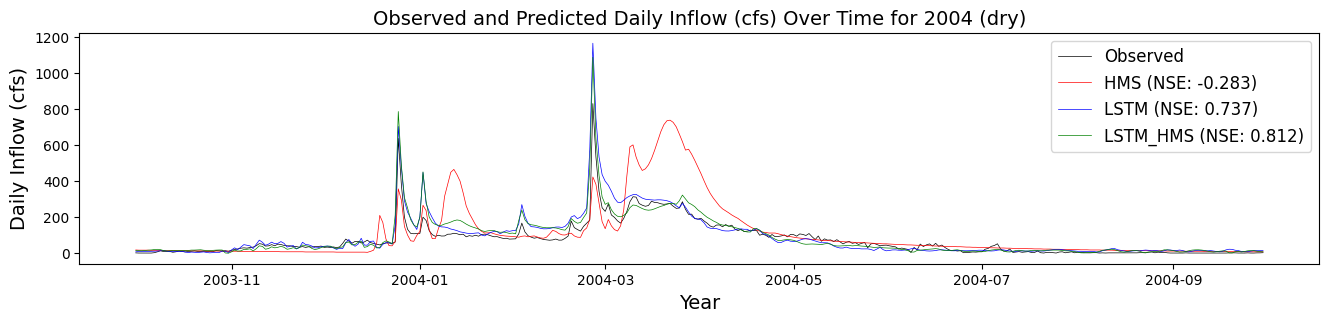 Observed and Predicted Daily Inflow (cfs) Over Time for 2004 (dry)
Daily Inflow (cfs)
1200
1000
800
600
400
200
0
Observed
HMS (NSE: -0.283)
LSTM (NSE: 0.737)
LSTM_HMS (NSE: 0.812)
2003-11
2004-01
2004-03
2004-05
2004-07
2004-09
Year